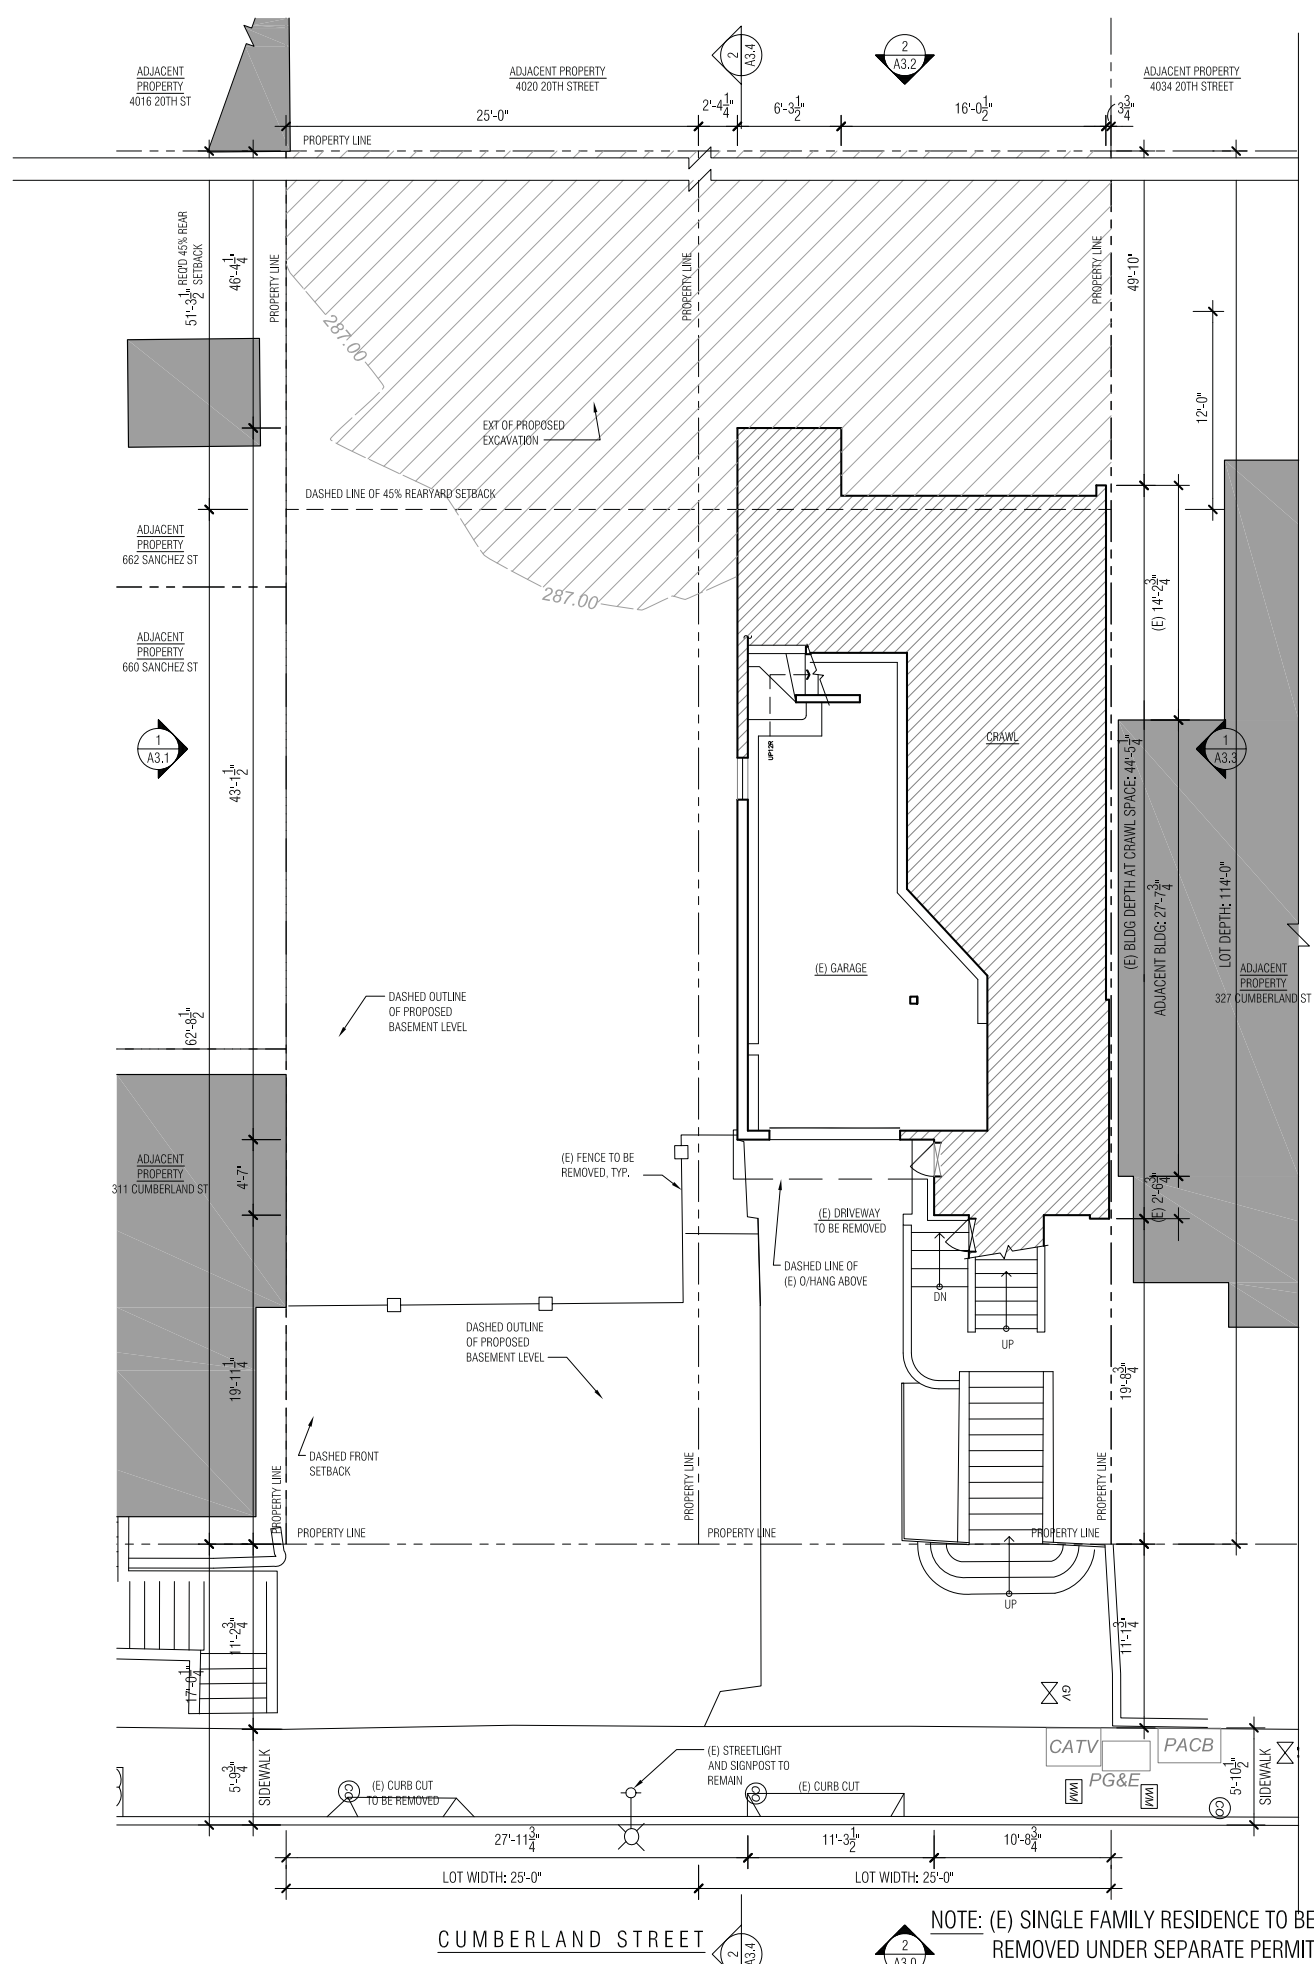 ADJACENT
PROPERTY
4016 20TH ST
ADJACENT PROPERTY
4020 20TH STREET
2
A3.4
2
A3.2
ADJACENT PROPERTY
4034 20TH STREET
25'-0"
2'-4 1/4"
6'-3 1/2"
16'-0 1/2"
3 3/4"
PROPERTY LINE
51'-3 1/2" REQ'D 45% REAR
SETBACK
46'-4 1/4"
PROPERTY LINE
PROPERTY LINE
PROPERTY LINE
49'-10"
287.00
12'-0"
EXT OF PROPOSED
EXCAVATION
DASHED LINE OF 45% REARYARD SETBACK
ADJACENT
PROPERTY
662 SANCHEZ ST
287.00
(E) 14'-2 3/4"
ADJACENT
PROPERTY
660 SANCHEZ ST
1
A3.1
43'-1 1/2"
UP12R
CRAWL
1
A3.3
(E) BLDG DEPTH AT CRAWL SPACE: 44'-5 1/4"
ADJACENT BLDG: 27'-7 3/4"
LOT DEPTH: 114'-0"
(E) GARAGE
ADJACENT
PROPERTY
327 CUMBERLAND ST
DASHED OUTLINE
OF PROPOSED
BASEMENT LEVEL
62'-8 1/2"
ADJACENT
PROPERTY
311 CUMBERLAND ST
4'-7"
(E) FENCE TO BE
REMOVED, TYP.
(E) 2'-6 3/4"
(E) DRIVEWAY
TO BE REMOVED
DASHED LINE OF
(E) O/HANG ABOVE
DN
UP
DASHED OUTLINE
OF PROPOSED
BASEMENT LEVEL
19'-11 1/4"
19'-8 3/4"
DASHED FRONT
SETBACK
PROPERTY LINE
PROPERTY LINE
PROPERTY LINE
PROPERTY LINE
PROPERTY LINE
PROPERTY LINE
UP
11'-2 3/4"
17'-0 1/4"
11'-1 3/4"
GV
(E) STREETLIGHT
AND SIGNPOST TO
REMAIN
CATV
PACB
PG&E
5'-9 3/4"
SIDEWALK
CO
(E) CURB CUT
TO BE REMOVED
CO
(E) CURB CUT
WM
WM
CO
5'-10 1/2"
SIDEWALK
27'-11 3/4"
11'-3 1/2"
10'-8 3/4"
LOT WIDTH: 25'-0"
LOT WIDTH: 25'-0"
CUMBERLAND STREET
2
A3.4
2
A3.0
NOTE: (E) SINGLE FAMILY RESIDENCE TO BE
REMOVED UNDER SEPARATE PERMIT